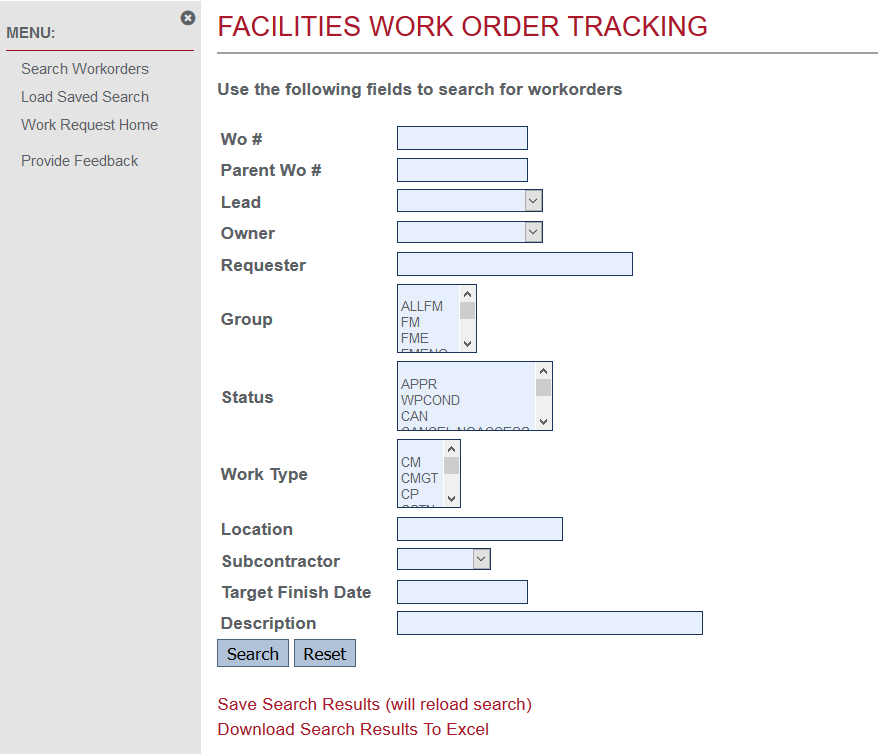 MENU:
Search Workorders
Load Saved Search
Work Request Home
Provide Feedback
FACILITIES WORK ORDER TRACKING
Use the following fields to search for workorders
Wo #
Parent Wo #
Lead
Owner
Requester
Group
ALLFM
FM
FME
Status
APPR
WPCOND
CAN
Work Type
CM
CMGT
CP
Location
Subcontractor
Target Finish Date
Description
Search Reset
Save Search Results (will reload search)
Download Search Results To Excel